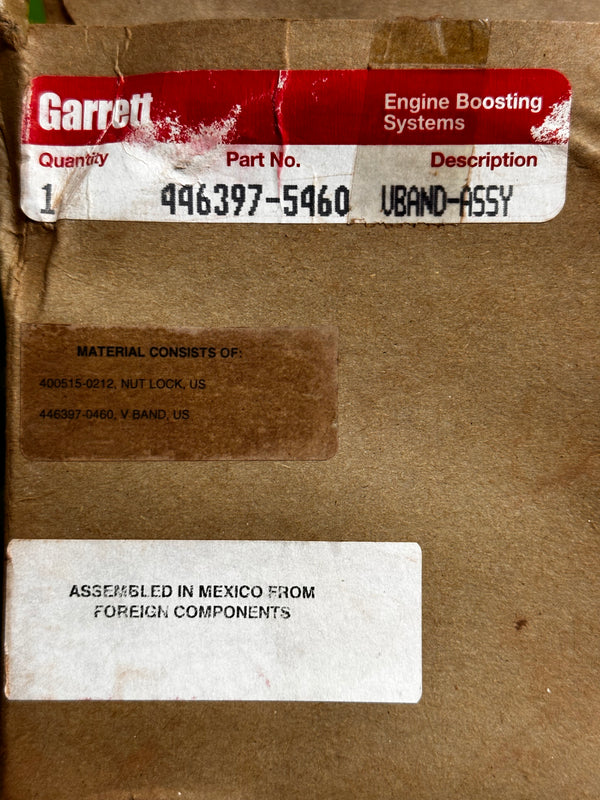 Garrett
Engine Boosting
Systems
Quantity Part No. Description
1 446397-5460 VBAND-ASSY
MATERIAL CONSISTS OF:
400515-0212, NUT LOCK, US
446397-0460, V BAND, US
ASSEMBLED IN MEXICO FROM
FOREIGN COMPONENTS